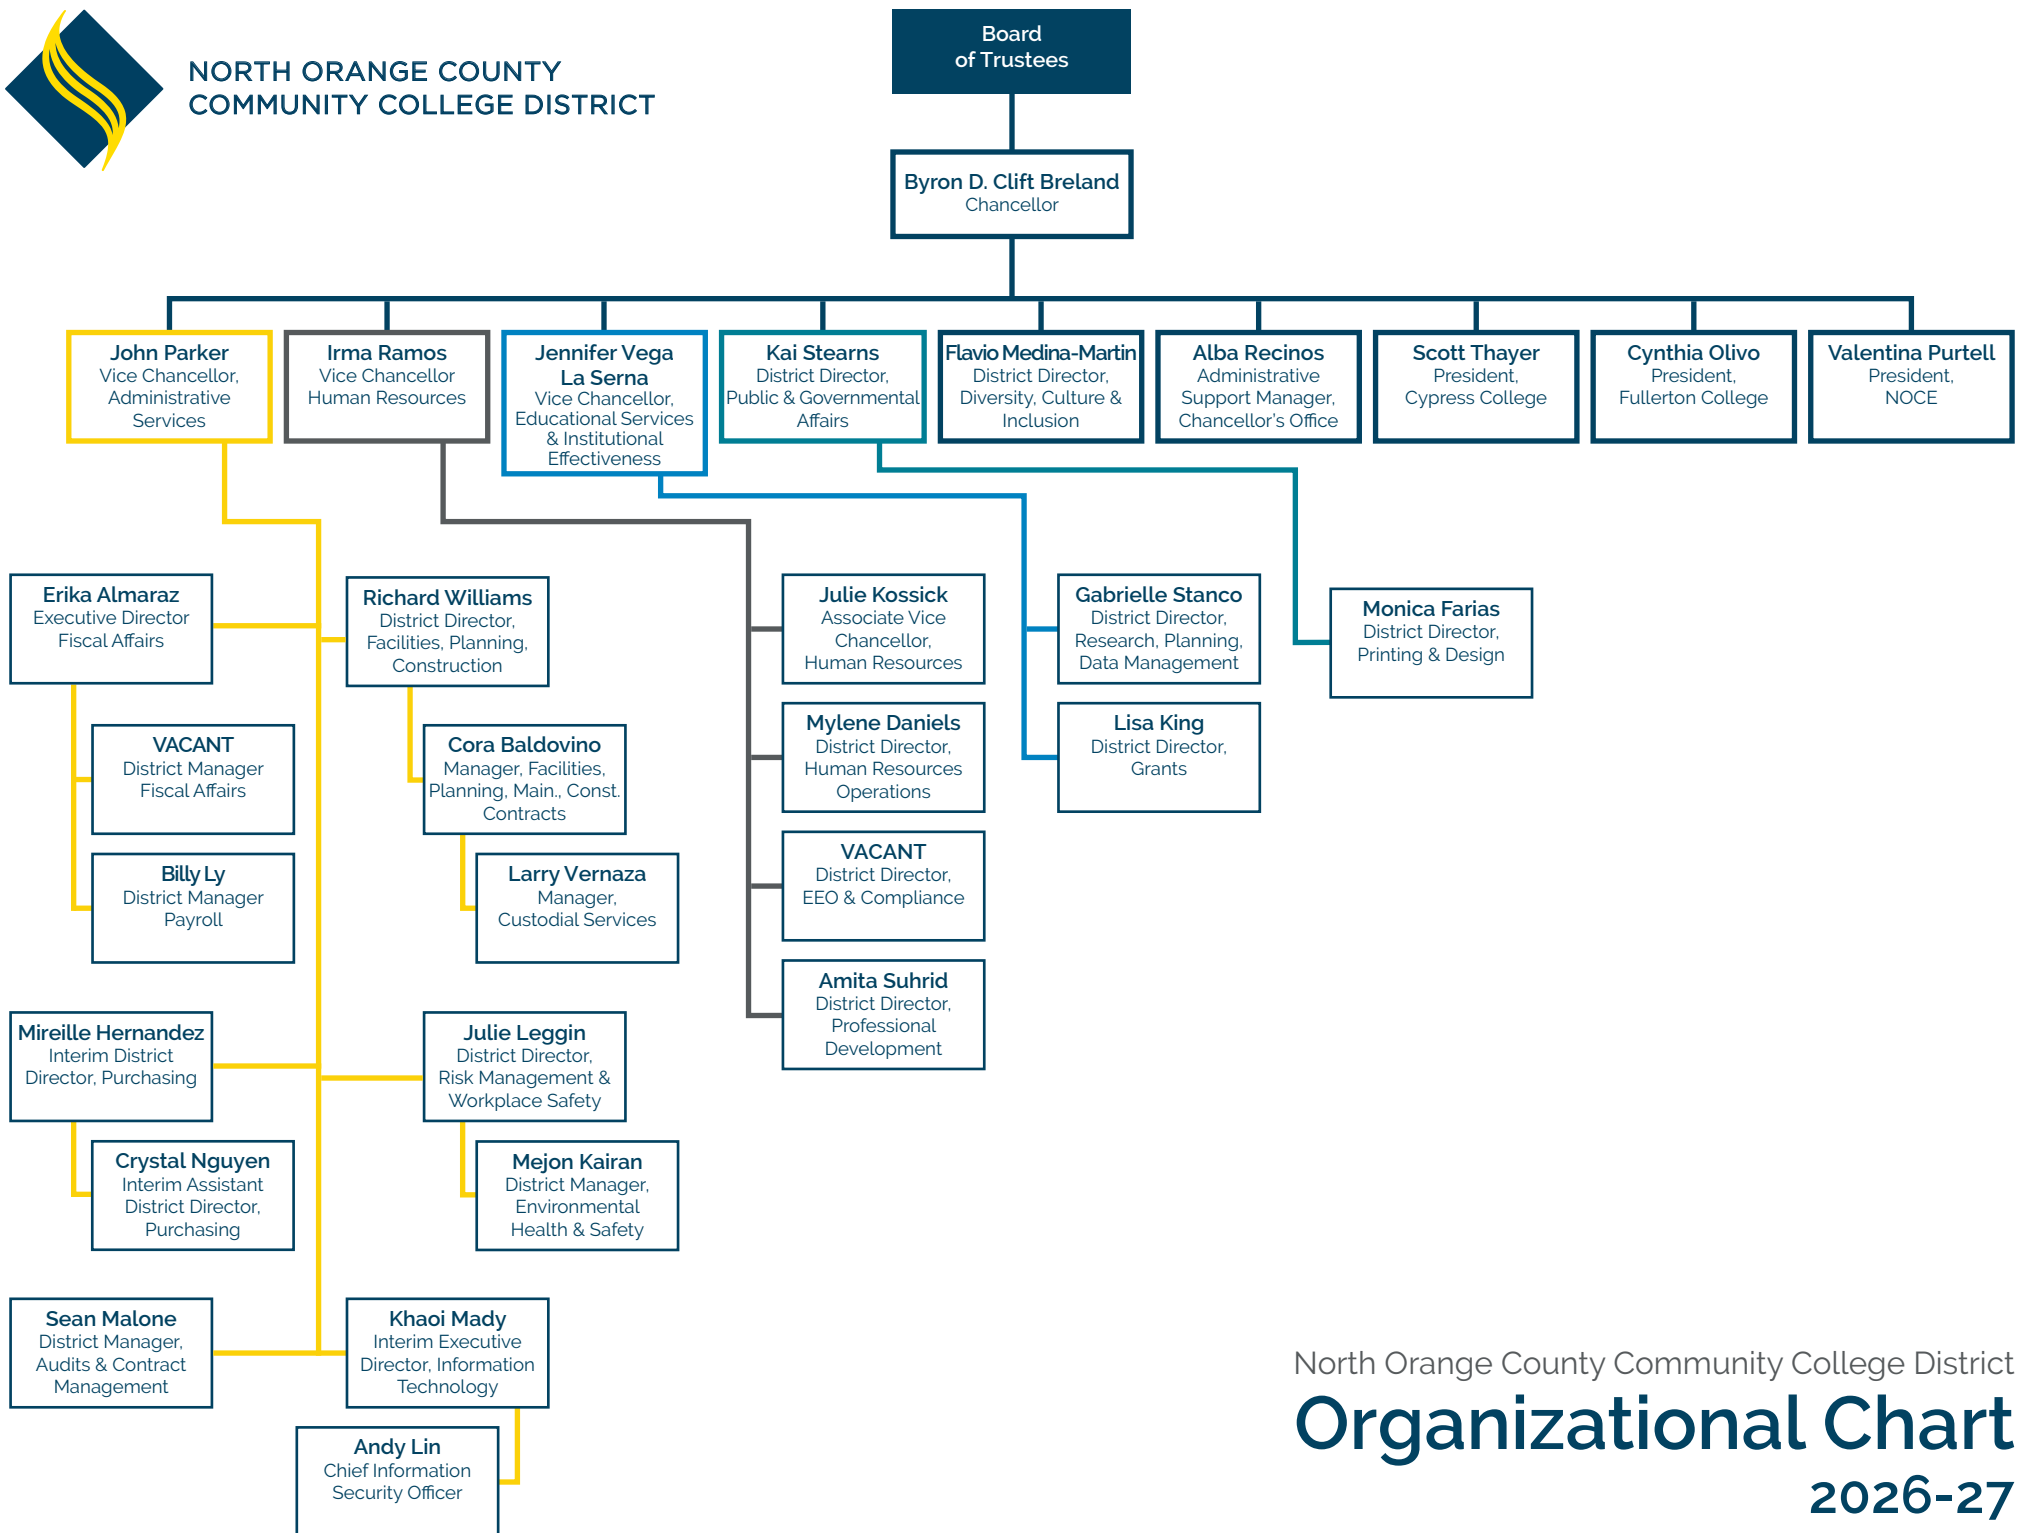 NORTH ORANGE COUNTY
COMMUNITY COLLEGE DISTRICT
Board
of Trustees
Byron D. Clift Breland
Chancellor
John Parker
Vice Chancellor,
Administrative
Services
Irma Ramos
Vice Chancellor
Human Resources
Jennifer Vega
La Serna
Vice Chancellor,
Educational Services
& Institutional
Effectiveness
Kai Stearns
District Director,
Public & Governmental
Affairs
Flavio Medina-Martin
District Director,
Diversity, Culture &
Inclusion
Alba Recinos
Administrative
Support Manager,
Chancellor's Office
Scott Thayer
President,
Cypress College
Cynthia Olivo
President,
Fullerton College
Valentina Purtell
President,
NOCE
Erika Almaraz
Executive Director
Fiscal Affairs
VACANT
District Manager
Fiscal Affairs
Billy Ly
District Manager
Payroll
Richard Williams
District Director,
Facilities, Planning,
Construction
Cora Baldovino
Manager, Facilities,
Planning, Main., Const.
Contracts
Larry Vernaza
Manager,
Custodial Services
Mireille Hernandez
Interim District
Director, Purchasing
Crystal Nguyen
Interim Assistant
District Director,
Purchasing
Julie Leggin
District Director,
Risk Management &
Workplace Safety
Mejon Kairan
District Manager,
Environmental
Health & Safety
Sean Malone
District Manager,
Audits & Contract
Management
Khaoi Mady
Interim Executive
Director, Information
Technology
Andy Lin
Chief Information
Security Officer
Julie Kossick
Associate Vice
Chancellor,
Human Resources
Mylene Daniels
District Director,
Human Resources
Operations
VACANT
District Director,
EEO & Compliance
Amita Suhrid
District Director,
Professional
Development
Gabrielle Stanco
District Director,
Research, Planning,
Data Management
Lisa King
District Director,
Grants
Monica Farias
District Director,
Printing & Design
North Orange County Community College District
Organizational Chart
2026-27